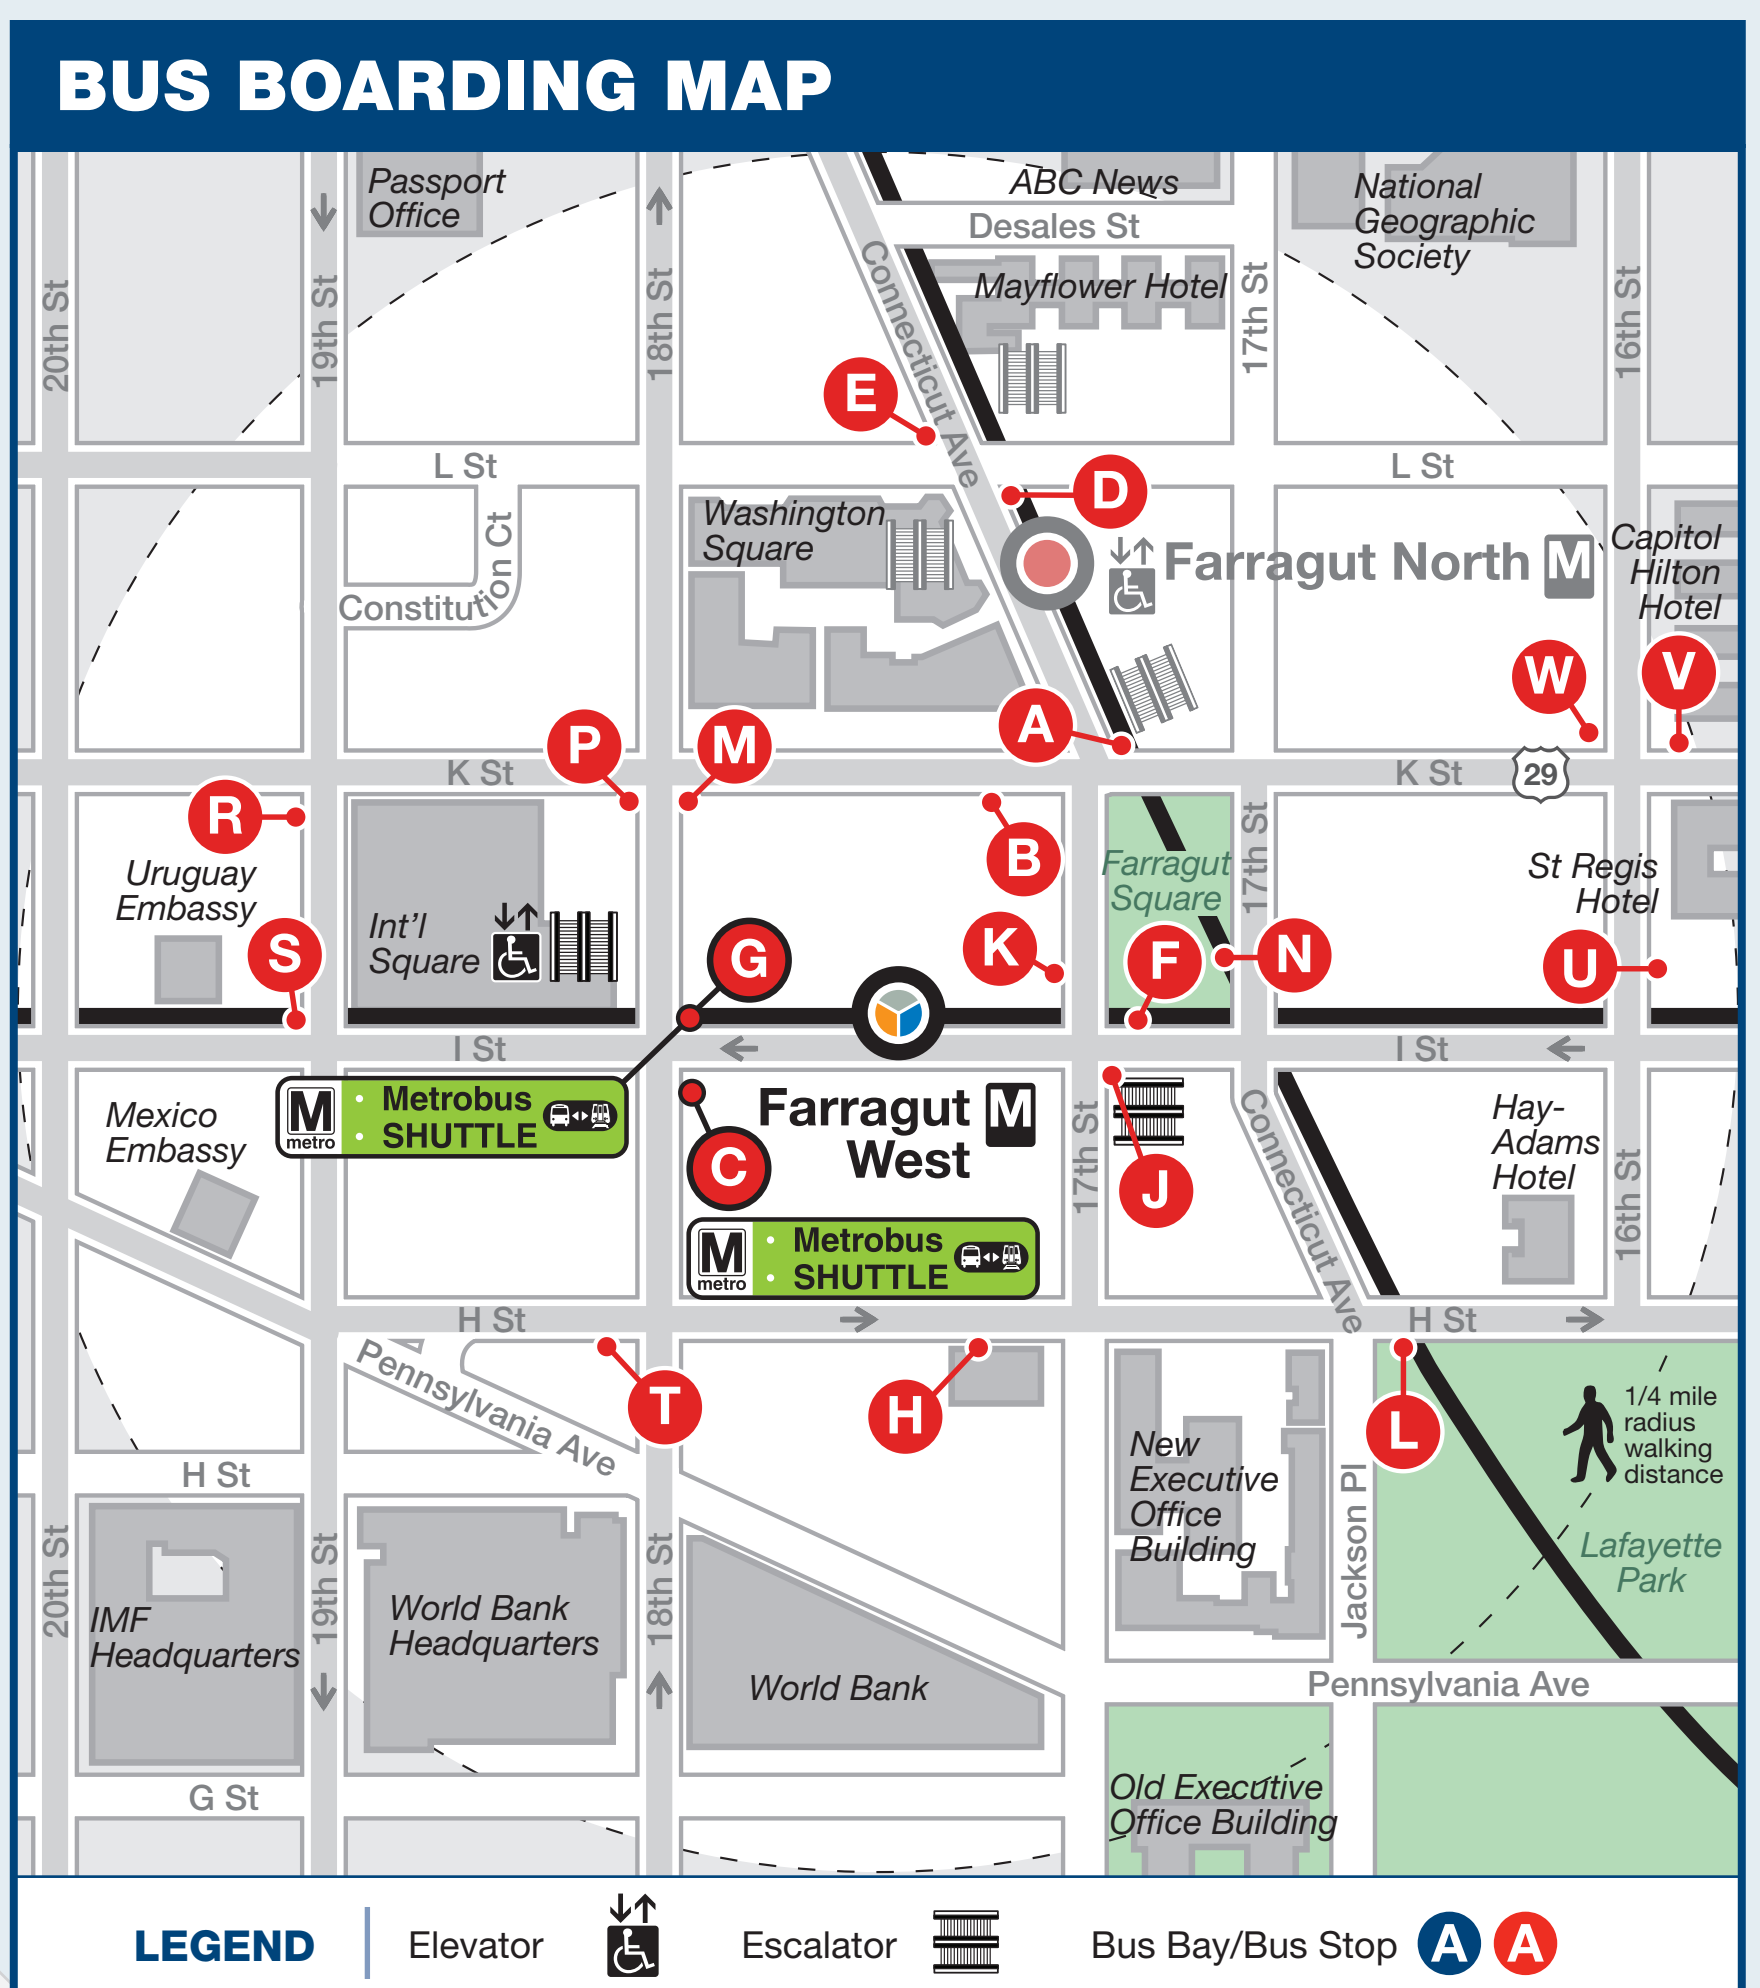 BUS BOARDING MAP
Passport
Office
ABC News
National
Geographic
Society
Desales St
Mayflower Hotel
20th St
19th St
18th St
Connecticut Ave
17th St
16th St
E
L St
L St
D
Washington
Square
Constitution Ct
Farragut North M
Capitol
Hilton
Hotel
W
V
A
P
M
K St
K St
29
R
B
Uruguay
Embassy
Farragut
Square
17th St
St Regis
Hotel
Int'l
Square
S
G
K
F
N
U
I St
I St
Mexico
Embassy
M
metro
Metrobus
SHUTTLE
Farragut M
West
C
17th St
J
Connecticut Ave
Hay-
Adams
Hotel
16th St
M
metro
Metrobus
SHUTTLE
H St
H St
Pennsylvania Ave
T
H
L
1/4 mile
radius
walking
distance
H St
New
Executive
Office
Building
Jackson Pl
Lafayette
Park
20th St
19th St
18th St
IMF
Headquarters
World Bank
Headquarters
World Bank
Pennsylvania Ave
G St
Old Executive
Office Building
LEGEND
Elevator
Escalator
Bus Bay/Bus Stop A A